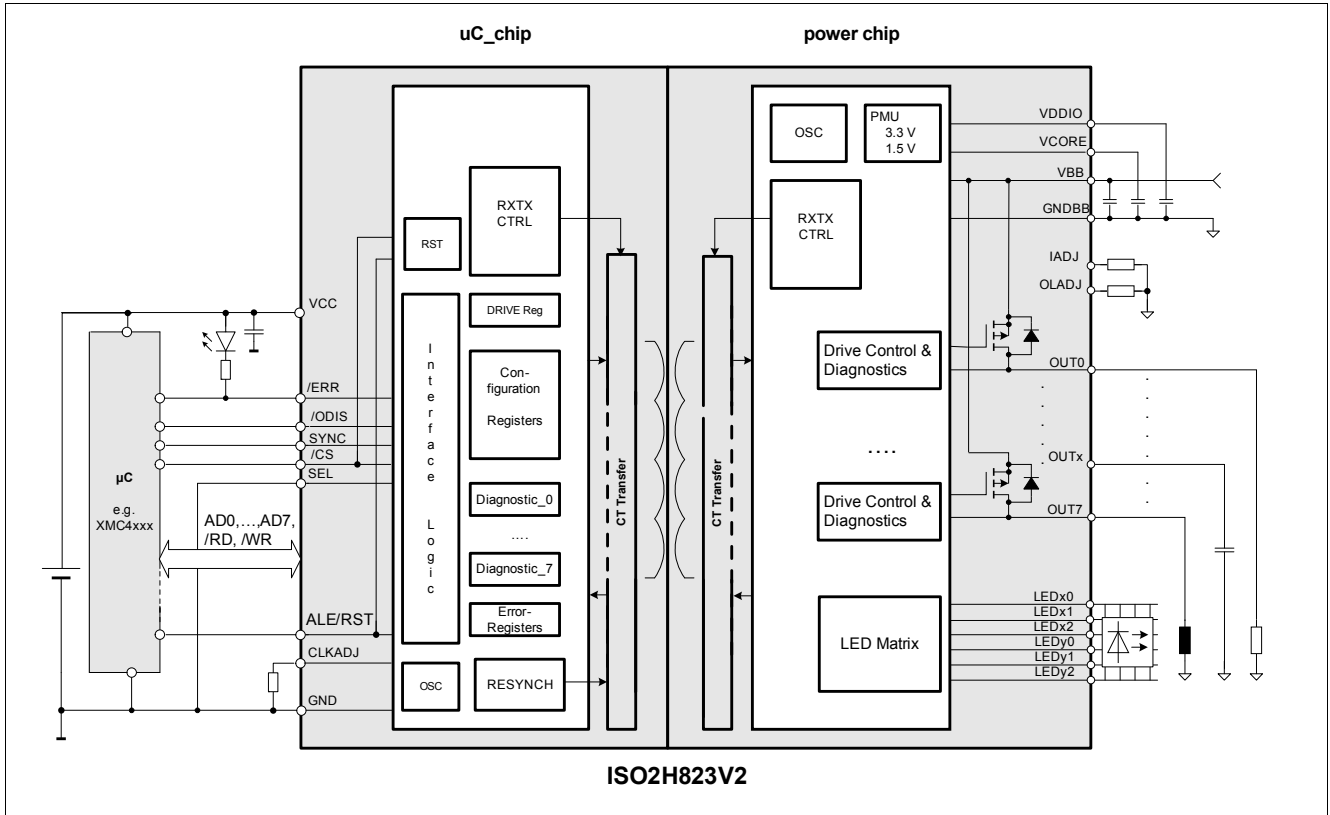 uC_chip
power chip
VCC
/ERR
/ODIS
SYNC
/CS
SEL
µC
e.g.
XMC4xxx
AD0,…,AD7,
/RD, /WR
ALE/RST
CLKADJ
GND
RST
RXTX
CTRL
Interface Logic
DRIVE Reg
Con-
figuration
Registers
Diagnostic_0
....
Diagnostic_7
Error-
Registers
OSC
RESYNCH
CT Transfer
CT Transfer
OSC
PMU
3.3 V
1.5 V
RXTX
CTRL
Drive Control &
Diagnostics
....
Drive Control &
Diagnostics
LED Matrix
VDDIO
VCORE
VBB
GNDBB
IADJ
OLADJ
OUT0
OUTx
OUT7
LEDx0
LEDx1
LEDx2
LEDy0
LEDy1
LEDy2
ISO2H823V2